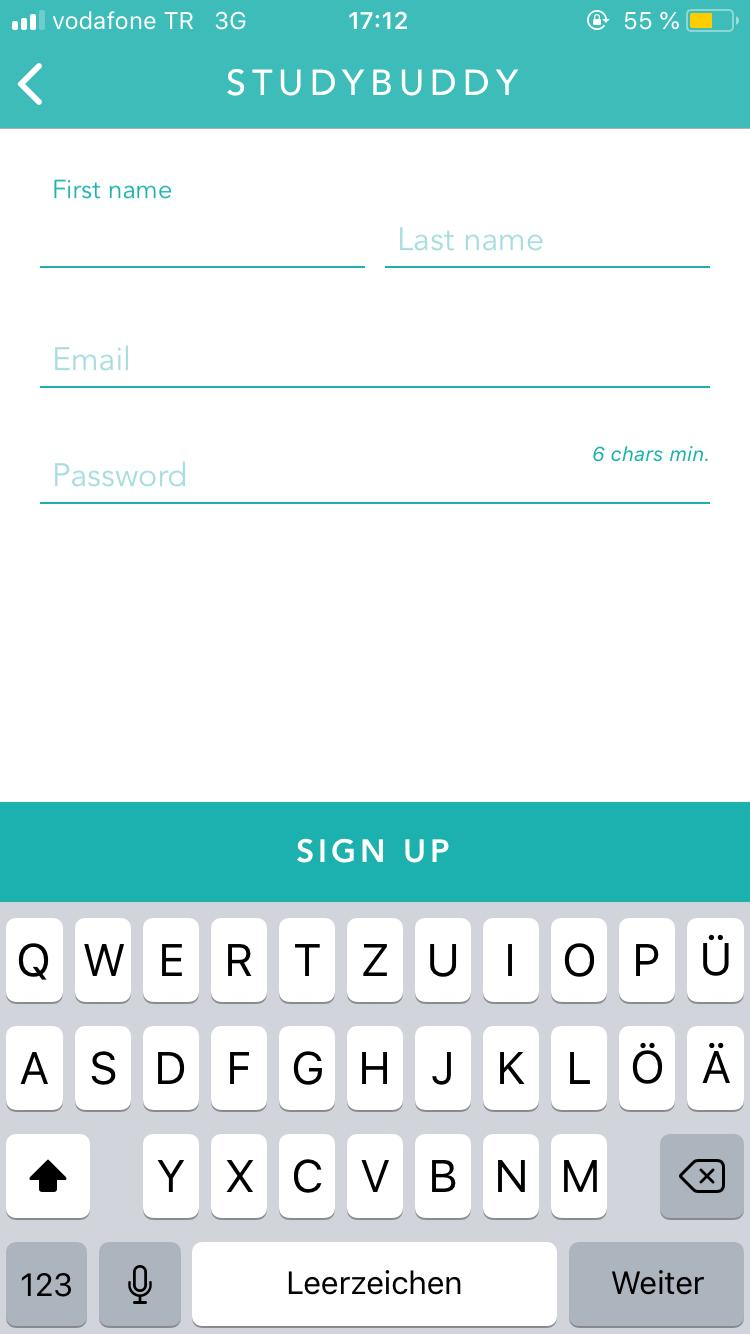 vodafone TR 3G 17:12 55 %
STUDYBUDDY
First name
Last name
Email
6 chars min.
Password
SIGN UP
Q W E R T Z U I O P Ü
A S D F G H J K L Ö Ä
Y X C V B N M
123 Leerzeichen Weiter